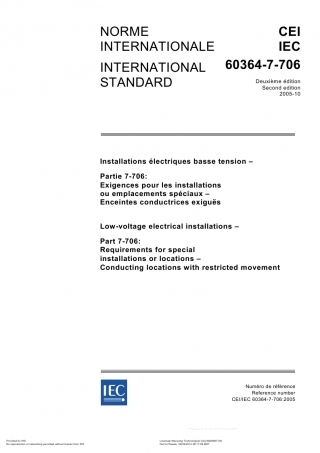 NORME
INTERNATIONALE
CEI
IEC
INTERNATIONAL
STANDARD
60364-7-706
Deuxième édition
Second edition
2005-10
Installations électriques basse tension –
Partie 7-706:
Exigences pour les installations
ou emplacements spéciaux –
Enceintes conductrices exiguës
Low-voltage electrical installations –
Part 7-706:
Requirements for special
installations or locations –
Conducting locations with restricted movement
IEC
Numéro de référence
Reference number
CEI/IEC 60364-7-706:2005